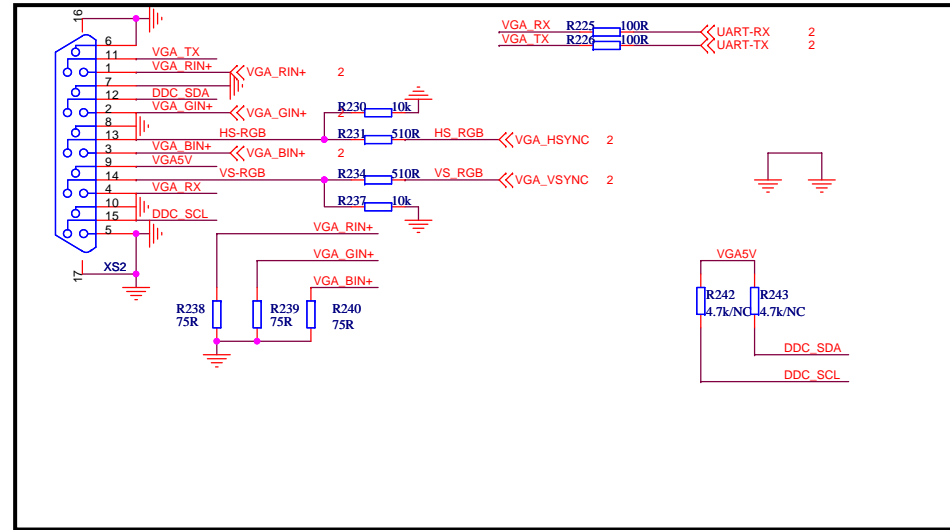 16
6
11 VGA_TX
1 VGA_RIN+
VGA_RIN+ 2
7
12 DDC_SDA
2 VGA_GIN+
VGA_GIN+ 2
8
13 HS-RGB
3 VGA_BIN+
VGA_BIN+ 2
9 VGA5V
14 VS-RGB
4 VGA_RX
10
15 DDC_SCL
5
17
XS2
R230 10k
R231 510R HS_RGB
VGA_HSYNC 2
R234 510R VS_RGB
VGA_VSYNC 2
R237 10k
VGA_RX R225 100R
UART-RX 2
VGA_TX R226 100R
UART-TX 2
VGA_RIN+
VGA_GIN+
VGA_BIN+
R238
75R
R239
75R
R240
75R
VGA5V
R242
4.7k/NC
R243
4.7k/NC
DDC_SDA
DDC_SCL